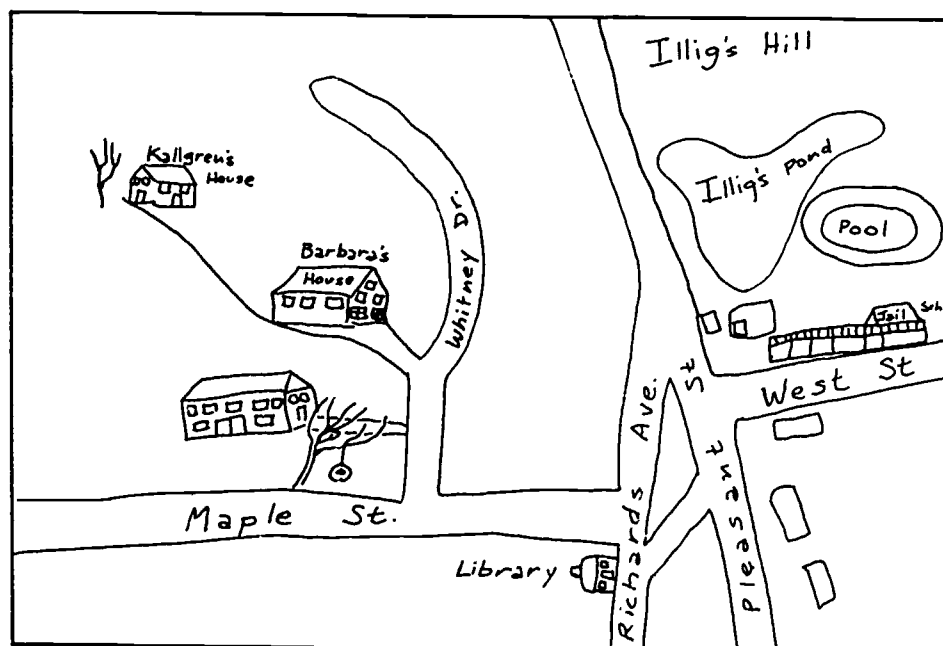 Illig's Hill
Kallgren's
House
Illig's Pond
Pool
Whitney Dr.
Barbara's
House
Jail
West St
Richards Ave.
Pleasant St
Maple St.
Library